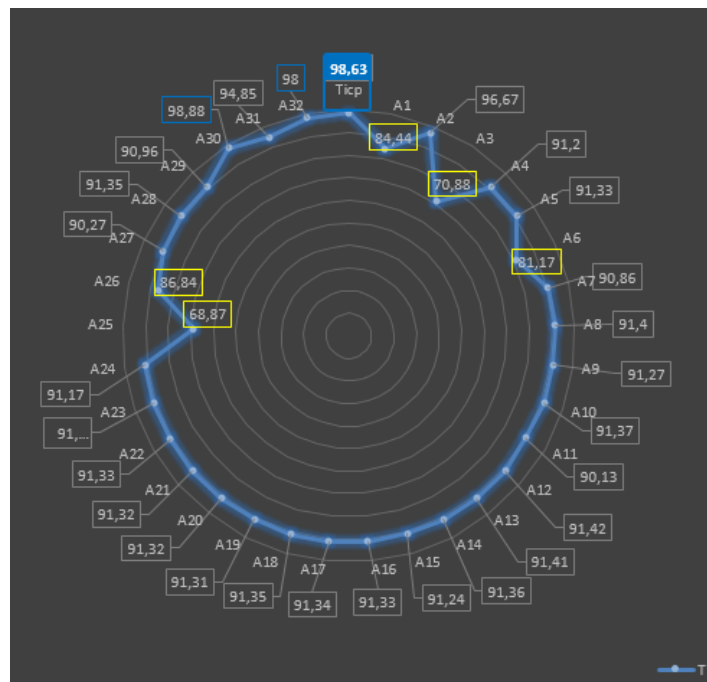 98,63
Ticp
A1
84,44
A2
96,67
A3
70,88
A4
91,2
A5
91,33
A6
81,17
A7
90,86
A8
91,4
A9
91,27
A10
91,37
A11
90,13
A12
91,42
A13
91,41
A14
91,36
A15
91,24
A16
91,33
A17
91,34
A18
91,35
A19
91,31
A20
91,32
A21
91,32
A22
91,33
A23
91,...
A24
91,17
A25
68,87
A26
86,84
A27
90,27
A28
91,35
A29
90,96
A30
98,88
A31
94,85
A32
98
T